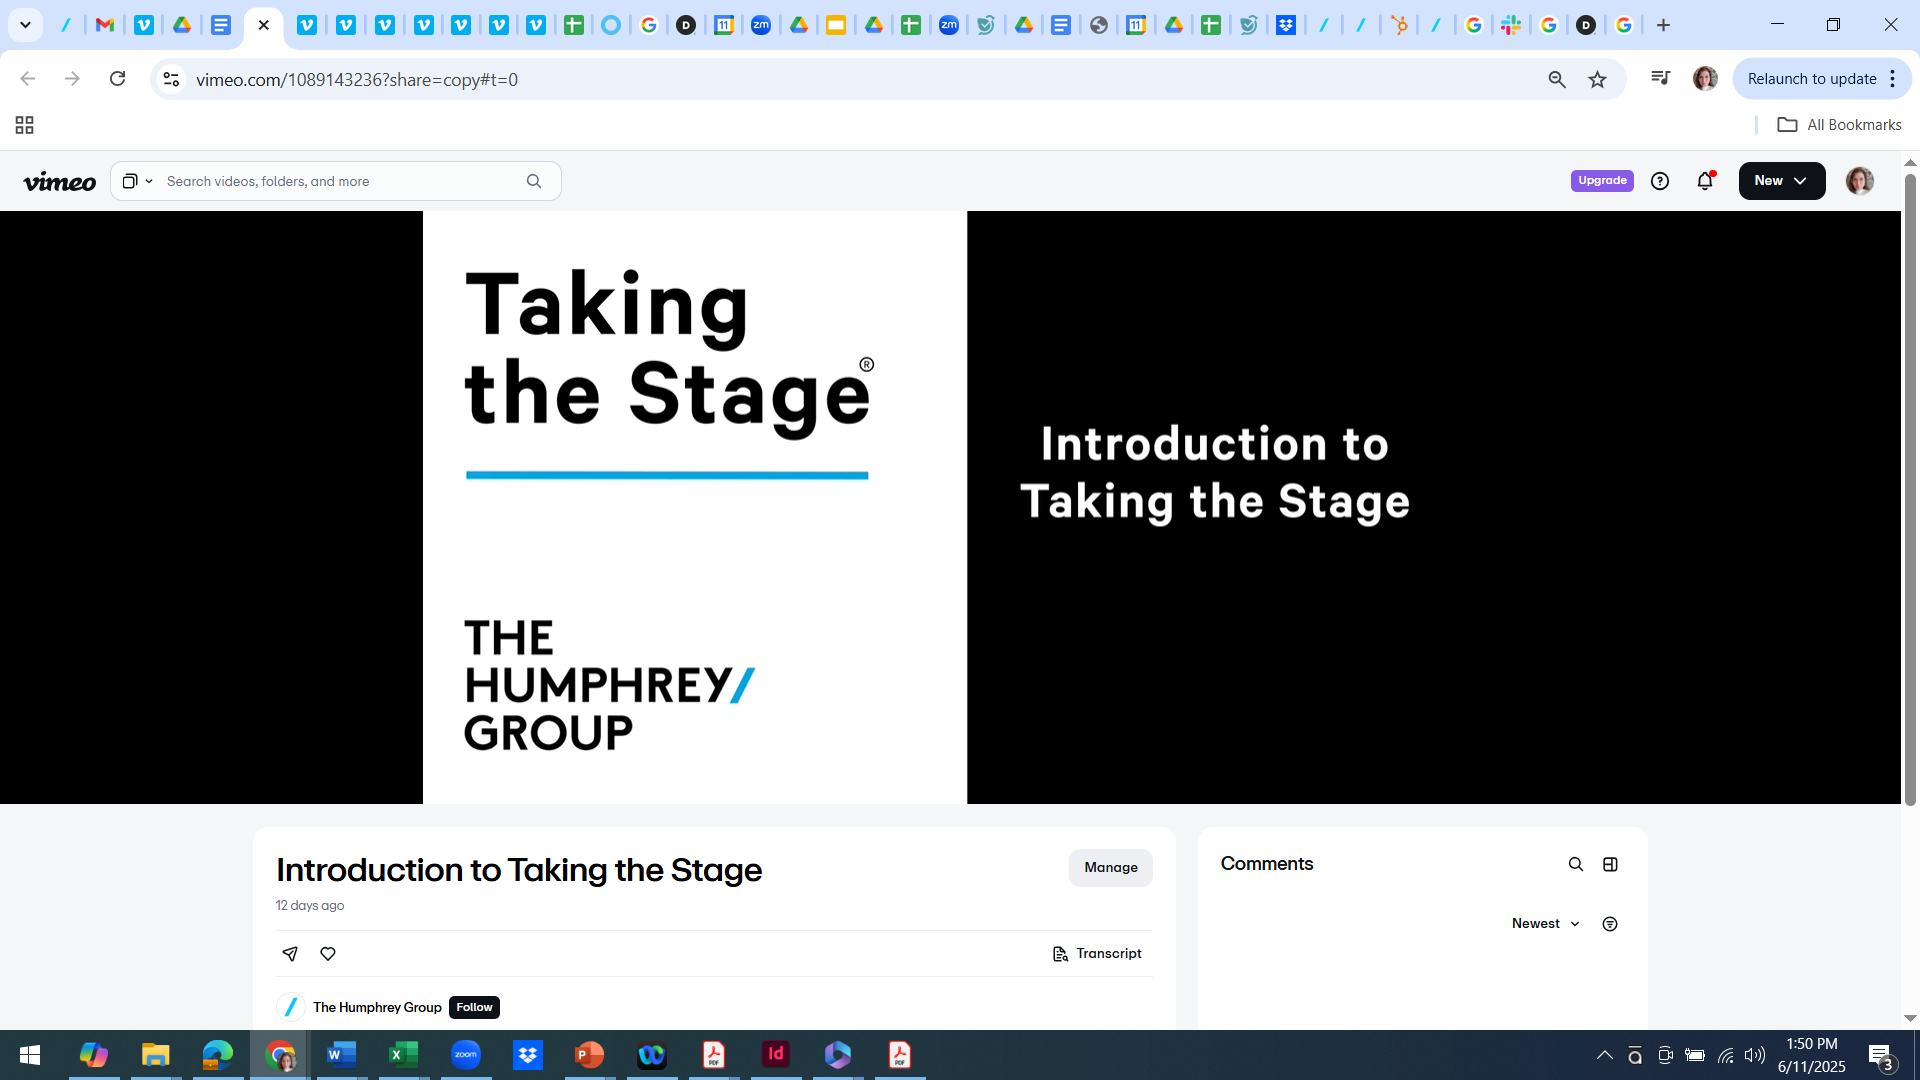 vimeo.com/1089143236?share=copy#t=0
Relaunch to update
All Bookmarks
vimeo
Search videos, folders, and more
Upgrade
New
Taking
the Stage®
Introduction to
Taking the Stage
THE
HUMPHREY/
GROUP
Introduction to Taking the Stage
Manage
12 days ago
Transcript
The Humphrey Group
Follow
Comments
Newest
1:50 PM
6/11/2025
3